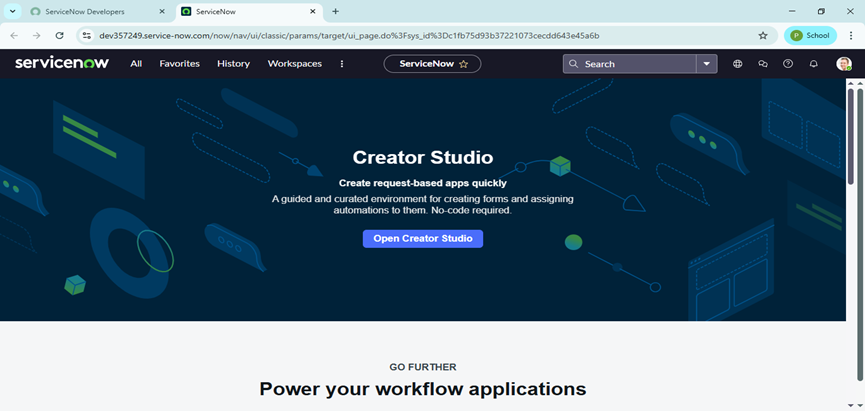 ServiceNow Developers
ServiceNow
dev357249.service-now.com/now/nav/ui/classic/params/target/ui_page.do%3Fsys_id%3Dc1fb75d93b37221073cecdd643e45a6b
P School
servicenow All Favorites History Workspaces ServiceNow Search
Creator Studio
Create request-based apps quickly
A guided and curated environment for creating forms and assigning
automations to them. No-code required.
Open Creator Studio
GO FURTHER
Power your workflow applications